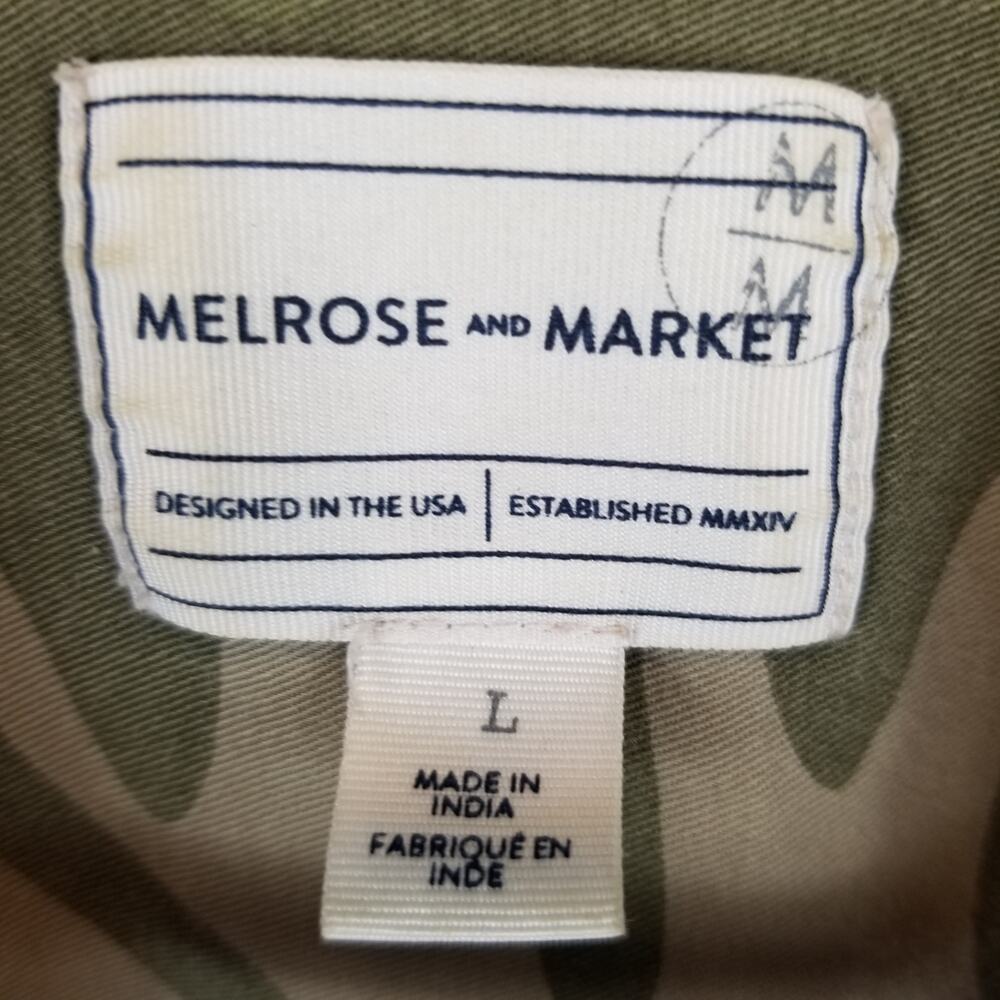 M
M
MELROSE AND MARKET
DESIGNED IN THE USA | ESTABLISHED MMXIV
L
MADE IN
INDIA
FABRIQUÉ EN
INDE